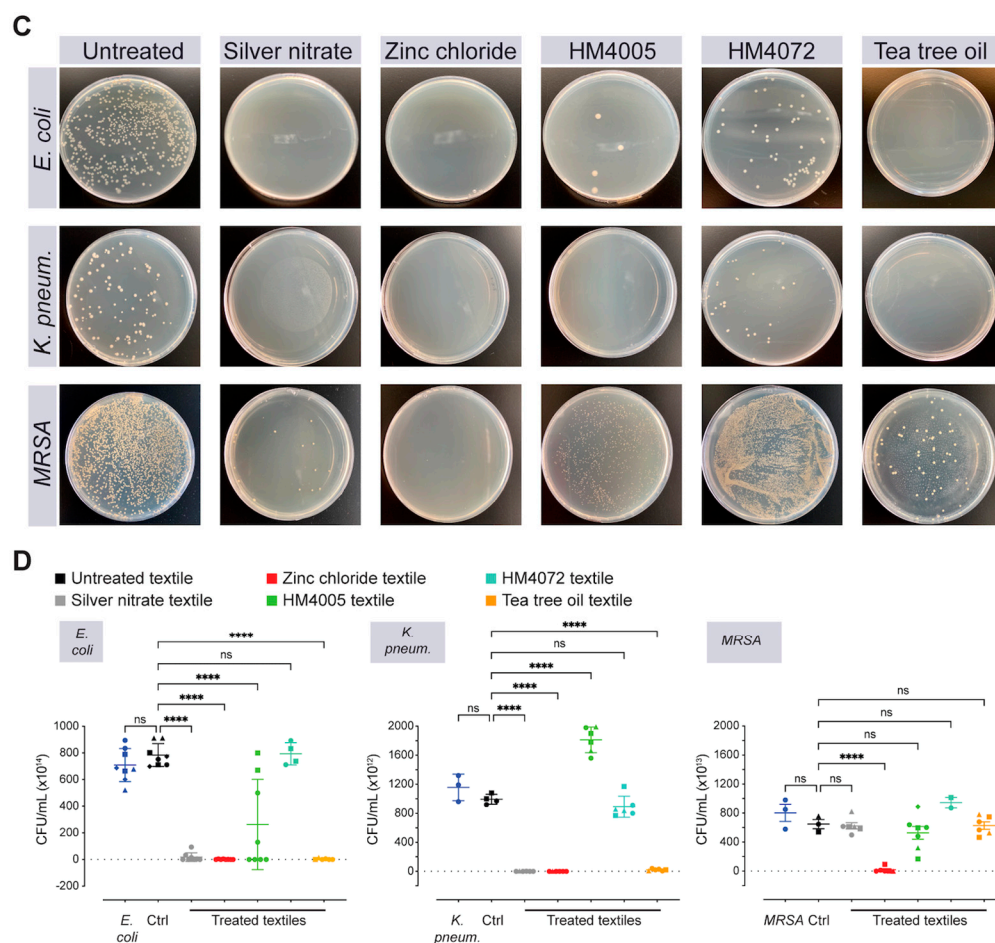 C
Untreated Silver nitrate Zinc chloride HM4005 HM4072 Tea tree oil
E. coli
K. pneum.
MRSA
D
Untreated textile Zinc chloride textile HM4072 textile
Silver nitrate textile HM4005 textile Tea tree oil textile
E.
coli
****
ns
****
****
ns ****
1000
800
600
400
200
0
-200
CFU/mL (x10¹⁴)
E.
coli
Ctrl
Treated textiles
K.
pneum.
****
ns
****
****
ns ****
2000
1600
1200
800
400
0
CFU/mL (x10¹²)
K.
pneum.
Ctrl
Treated textiles
MRSA
ns
ns
ns
****
ns ns
2000
1600
1200
800
400
0
CFU/mL (x10¹³)
MRSA Ctrl
Treated textiles